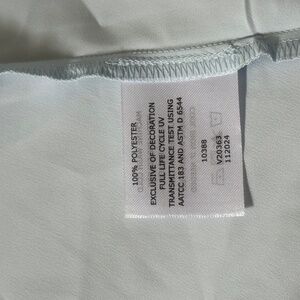 100% POLYESTER
EXCLUSIVE OF DECORATION
FULL LIFE CYCLE UV
TRANSMITTANCE TEST USING
AATCC 183 AND ASTM D 6544
10388
V20363
112024